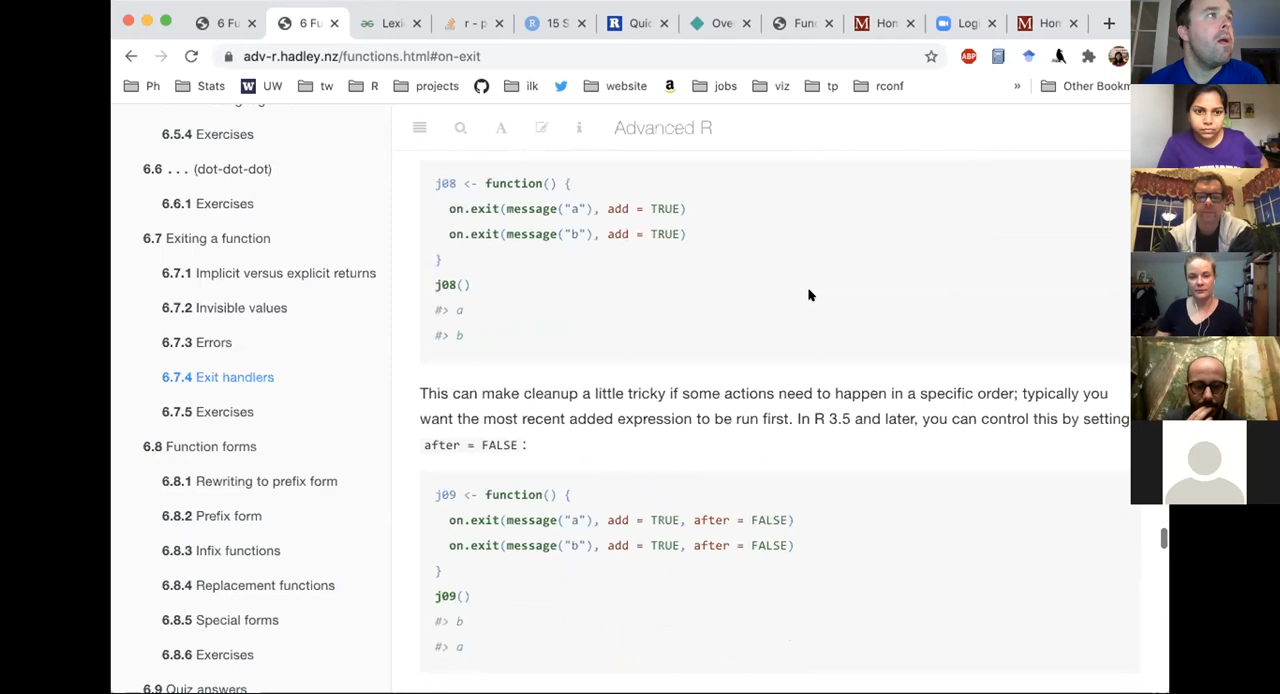 6 Fu
6 Fu
Lexi
r - p
15 S
Quic
Ove
Func
Hon
Logi
Hon
adv-r.hadley.nz/functions.html#on-exit
ABP
Ph
Stats
UW
tw
R
projects
ilk
website
jobs
viz
tp
rconf
»
Other Bookm
6.5.4 Exercises
6.6 . . . (dot-dot-dot)
6.6.1 Exercises
6.7 Exiting a function
6.7.1 Implicit versus explicit returns
6.7.2 Invisible values
6.7.3 Errors
6.7.4 Exit handlers
6.7.5 Exercises
6.8 Function forms
6.8.1 Rewriting to prefix form
6.8.2 Prefix form
6.8.3 Infix functions
6.8.4 Replacement functions
6.8.5 Special forms
6.8.6 Exercises
6.9 Quiz answers
Advanced R
j08 <- function() {
on.exit(message("a"), add = TRUE)
on.exit(message("b"), add = TRUE)
}
j08()
#> a
#> b
This can make cleanup a little tricky if some actions need to happen in a specific order; typically you
want the most recent added expression to be run first. In R 3.5 and later, you can control this by setting
after = FALSE :
j09 <- function() {
on.exit(message("a"), add = TRUE, after = FALSE)
on.exit(message("b"), add = TRUE, after = FALSE)
}
j09()
#> b
#> a